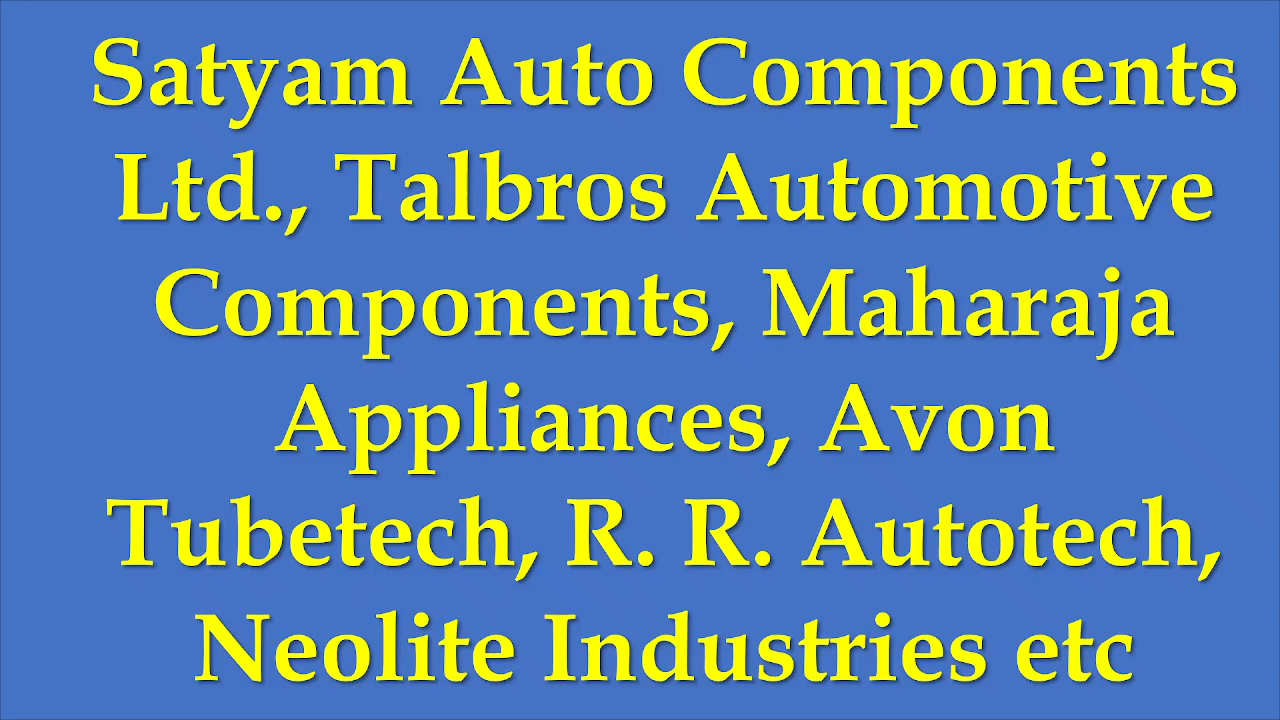 Satyam Auto Components
Ltd., Talbros Automotive
Components, Maharaja
Appliances, Avon
Tubetech, R. R. Autotech,
Neolite Industries etc